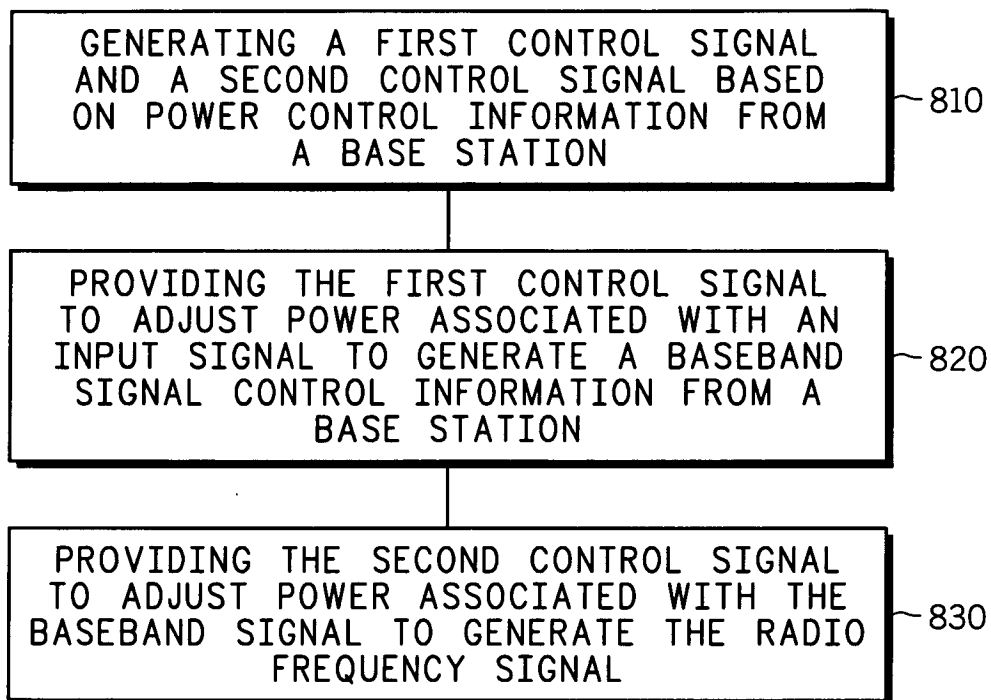 GENERATING A FIRST CONTROL SIGNAL
AND A SECOND CONTROL SIGNAL BASED
ON POWER CONTROL INFORMATION FROM
A BASE STATION
810
PROVIDING THE FIRST CONTROL SIGNAL
TO ADJUST POWER ASSOCIATED WITH AN
INPUT SIGNAL TO GENERATE A BASEBAND
SIGNAL CONTROL INFORMATION FROM A
BASE STATION
820
PROVIDING THE SECOND CONTROL SIGNAL
TO ADJUST POWER ASSOCIATED WITH THE
BASEBAND SIGNAL TO GENERATE THE RADIO
FREQUENCY SIGNAL
830